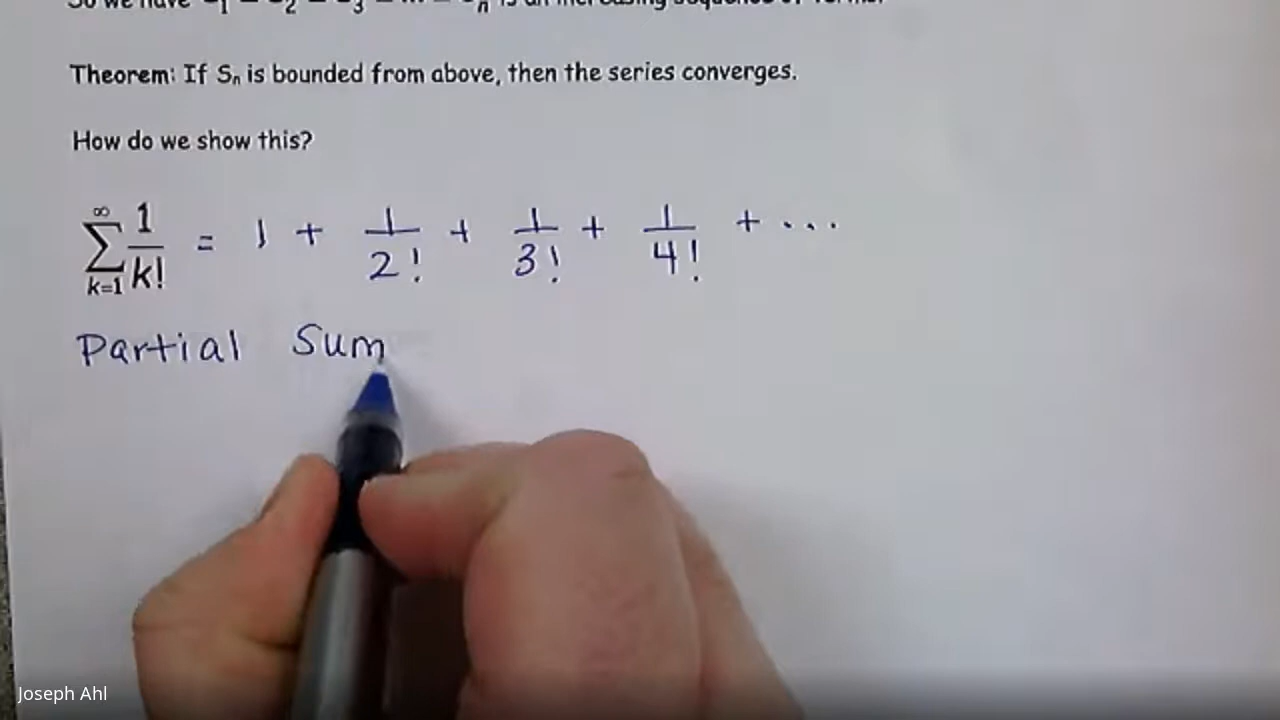 Theorem: If Sₙ is bounded from above, then the series converges.
How do we show this?
∑_{k=1}^{∞} 1/k! = 1 + 1/2! + 1/3! + 1/4! + ...
Partial Sum
Joseph Ahl